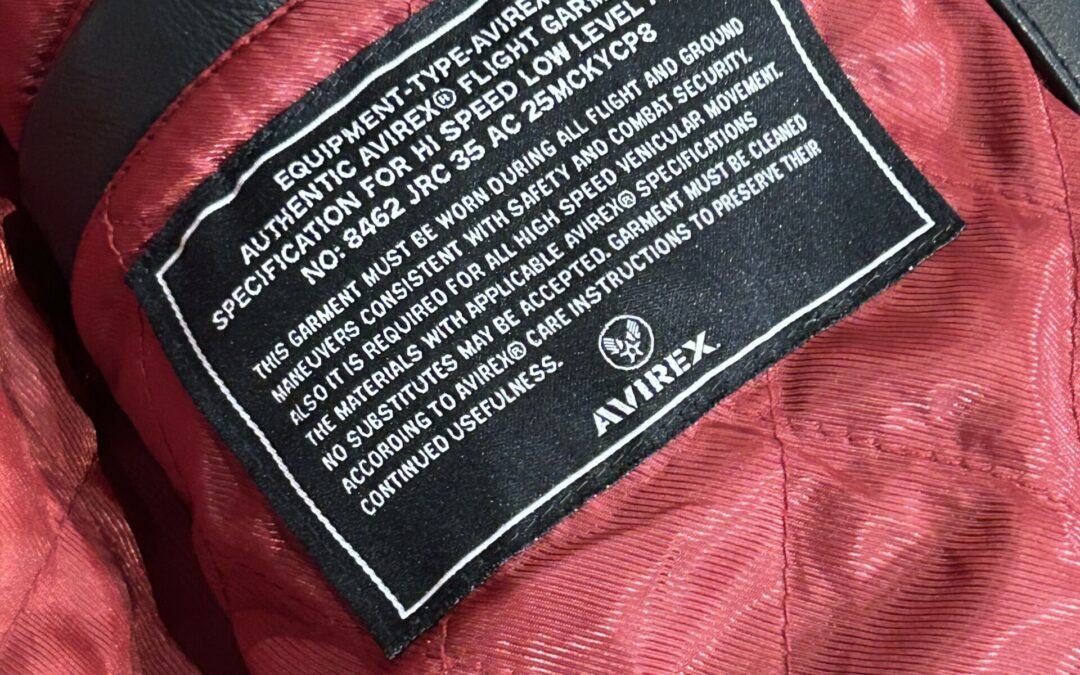 EQUIPMENT-TYPE-AVIREX
AUTHENTIC AVIREX® FLIGHT GARM
SPECIFICATION FOR HI SPEED LOW LEVEL
NO: 8462 JRC 35 AC 25MCKYCP8
THIS GARMENT MUST BE WORN DURING ALL FLIGHT AND GROUND
MANEUVERS CONSISTENT WITH SAFETY AND COMBAT SECURITY.
ALSO IT IS REQUIRED FOR ALL HIGH SPEED VENICULAR MOVEMENT.
THE MATERIALS WITH APPLICABLE AVIREX® SPECIFICATIONS
NO SUBSTITUTES MAY BE ACCEPTED. GARMENT MUST BE CLEANED
ACCORDING TO AVIREX® CARE INSTRUCTIONS TO PRESERVE THEIR
CONTINUED USEFULNESS.
AVIREX